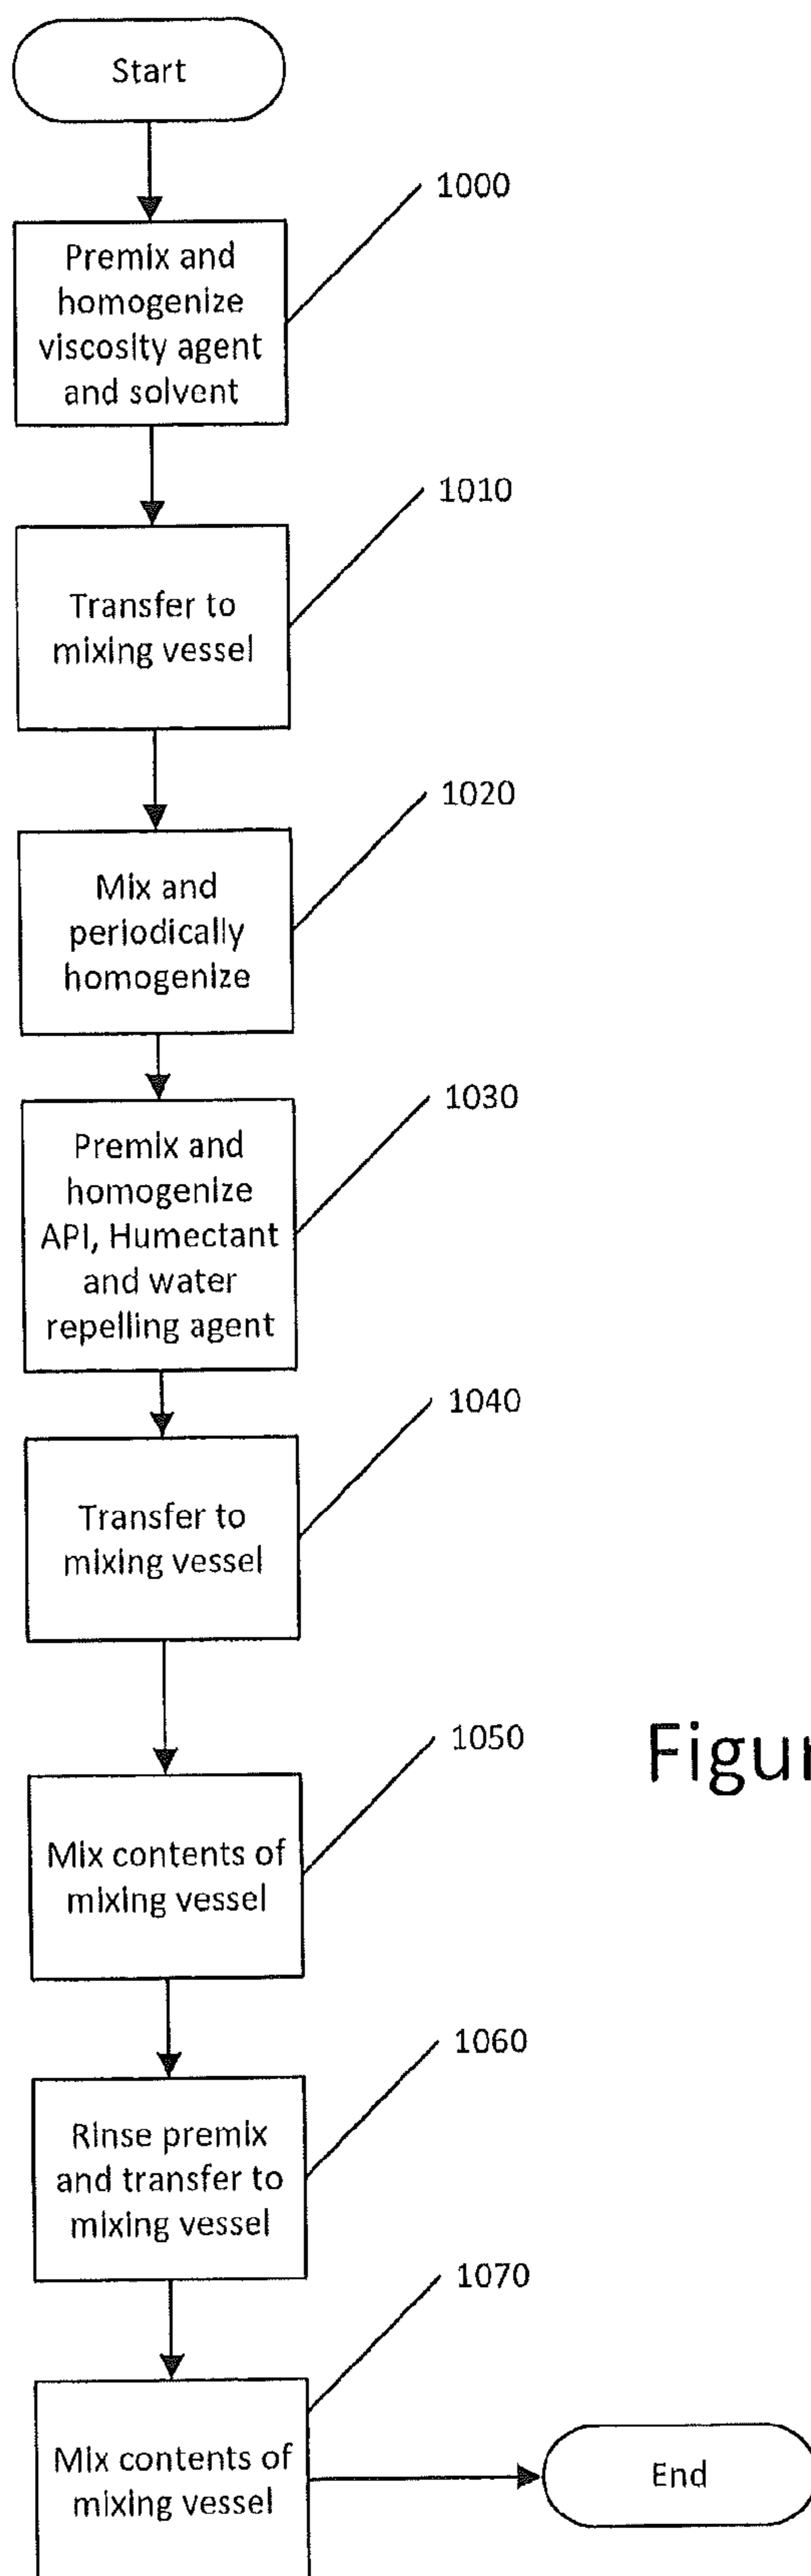 Start
1000
Premix and
homogenize
viscosity agent
and solvent
1010
Transfer to
mixing vessel
1020
Mix and
periodically
homogenize
1030
Premix and
homogenize
API, Humectant
and water
repelling agent
1040
Transfer to
mixing vessel
1050
Figur
Mix contents of
mixing vessel
1060
Rinse premix
and transfer to
mixing vessel
1070
Mix contents of
mixing vessel
End